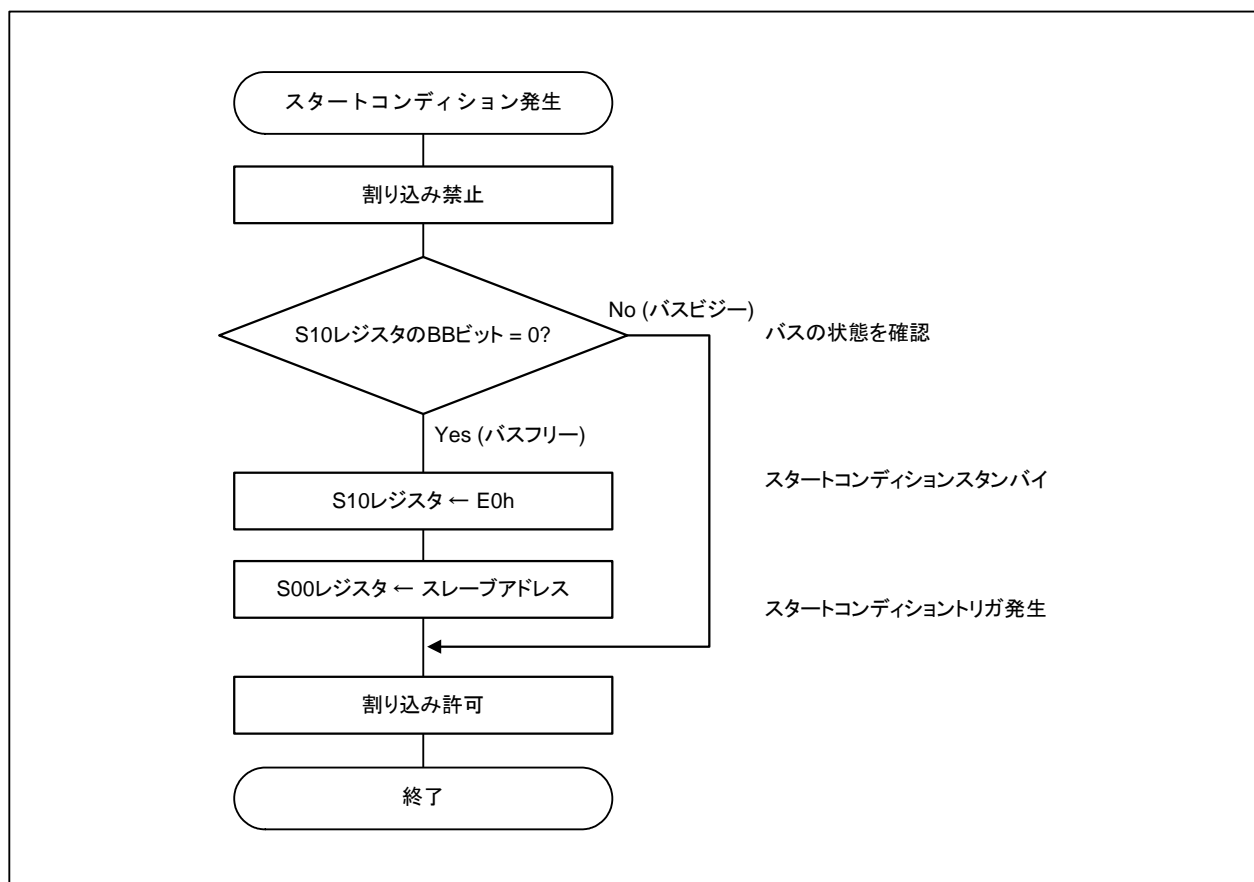 スタートコンディション発生
割り込み禁止
No (バスビジー)
S10レジスタのBBビット = 0?
バスの状態を確認
Yes (バスフリー)
スタートコンディションスタンバイ
S10レジスタ ← E0h
S00レジスタ ← スレーブアドレス
スタートコンディショントリガ発生
割り込み許可
終了